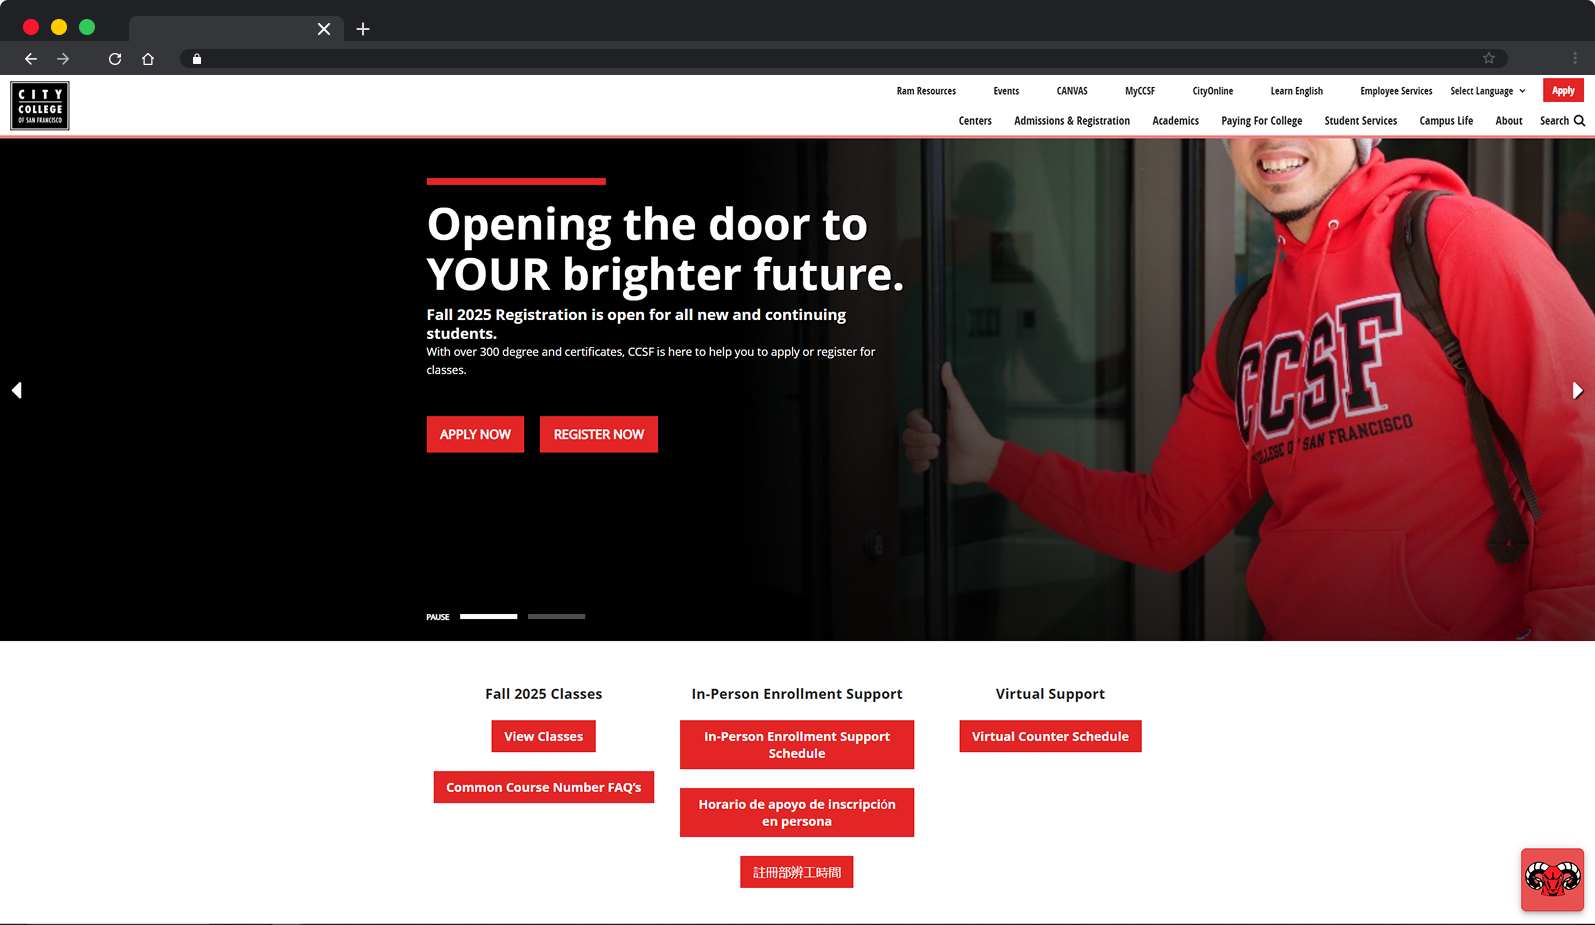 CITY
COLLEGE
OF SAN FRANCISCO
Ram Resources Events CANVAS MyCCSF CityOnline Learn English Employee Services Select Language Apply
Centers Admissions & Registration Academics Paying For College Student Services Campus Life About Search
Opening the door to
YOUR brighter future.
Fall 2025 Registration is open for all new and continuing
students.
With over 300 degree and certificates, CCSF is here to help you to apply or register for
classes.
APPLY NOW REGISTER NOW
CCSF
COLLEGE OF SAN FRANCISCO
PAUSE
Fall 2025 Classes
View Classes
Common Course Number FAQ's
In-Person Enrollment Support
In-Person Enrollment Support
Schedule
Horario de apoyo de inscripción
en persona
註冊部辨工時間
Virtual Support
Virtual Counter Schedule